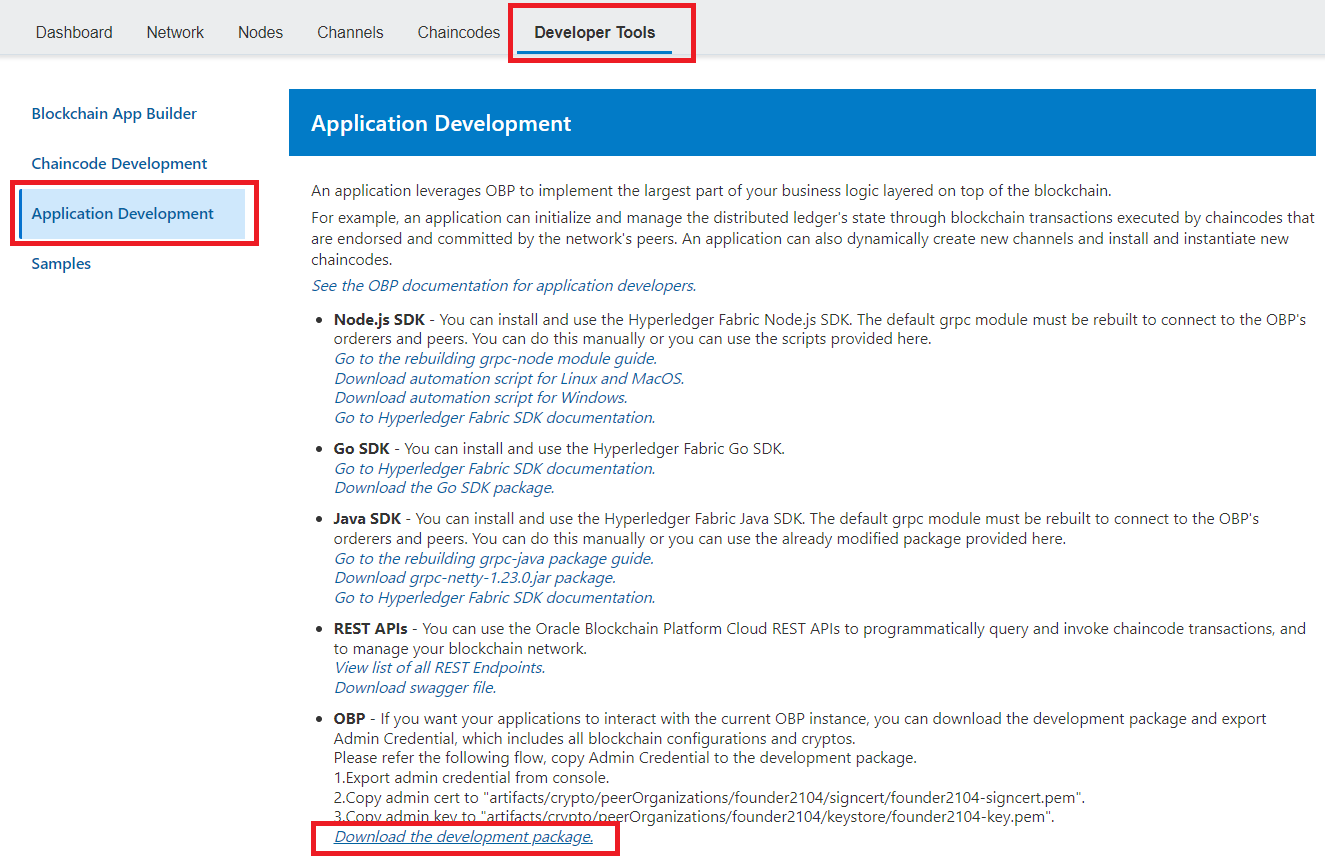 Dashboard Network Nodes Channels Chaincodes Developer Tools
Blockchain App Builder
Chaincode Development
Application Development
Samples
Application Development
An application leverages OBP to implement the largest part of your business logic layered on top of the blockchain.
For example, an application can initialize and manage the distributed ledger's state through blockchain transactions executed by chaincodes that
are endorsed and committed by the network's peers. An application can also dynamically create new channels and install and instantiate new
chaincodes.
See the OBP documentation for application developers.
• Node.js SDK - You can install and use the Hyperledger Fabric Node.js SDK. The default grpc module must be rebuilt to connect to the OBP's
orderers and peers. You can do this manually or you can use the scripts provided here.
Go to the rebuilding grpc-node module guide.
Download automation script for Linux and MacOS.
Download automation script for Windows.
Go to Hyperledger Fabric SDK documentation.
• Go SDK - You can install and use the Hyperledger Fabric Go SDK.
Go to Hyperledger Fabric SDK documentation.
Download the Go SDK package.
• Java SDK - You can install and use the Hyperledger Fabric Java SDK. The default grpc module must be rebuilt to connect to the OBP's
orderers and peers. You can do this manually or you can use the already modified package provided here.
Go to the rebuilding grpc-java package guide.
Download grpc-netty-1.23.0.jar package.
Go to Hyperledger Fabric SDK documentation.
• REST APIs - You can use the Oracle Blockchain Platform Cloud REST APIs to programmatically query and invoke chaincode transactions, and
to manage your blockchain network.
View list of all REST Endpoints.
Download swagger file.
• OBP - If you want your applications to interact with the current OBP instance, you can download the development package and export
Admin Credential, which includes all blockchain configurations and cryptos.
Please refer the following flow, copy Admin Credential to the development package.
1.Export admin credential from console.
2.Copy admin cert to "artifacts/crypto/peerOrganizations/founder2104/signcert/founder2104-signcert.pem".
3.Copy admin key to "artifacts/crypto/peerOrganizations/founder2104/keystore/founder2104-key.pem".
Download the development package.